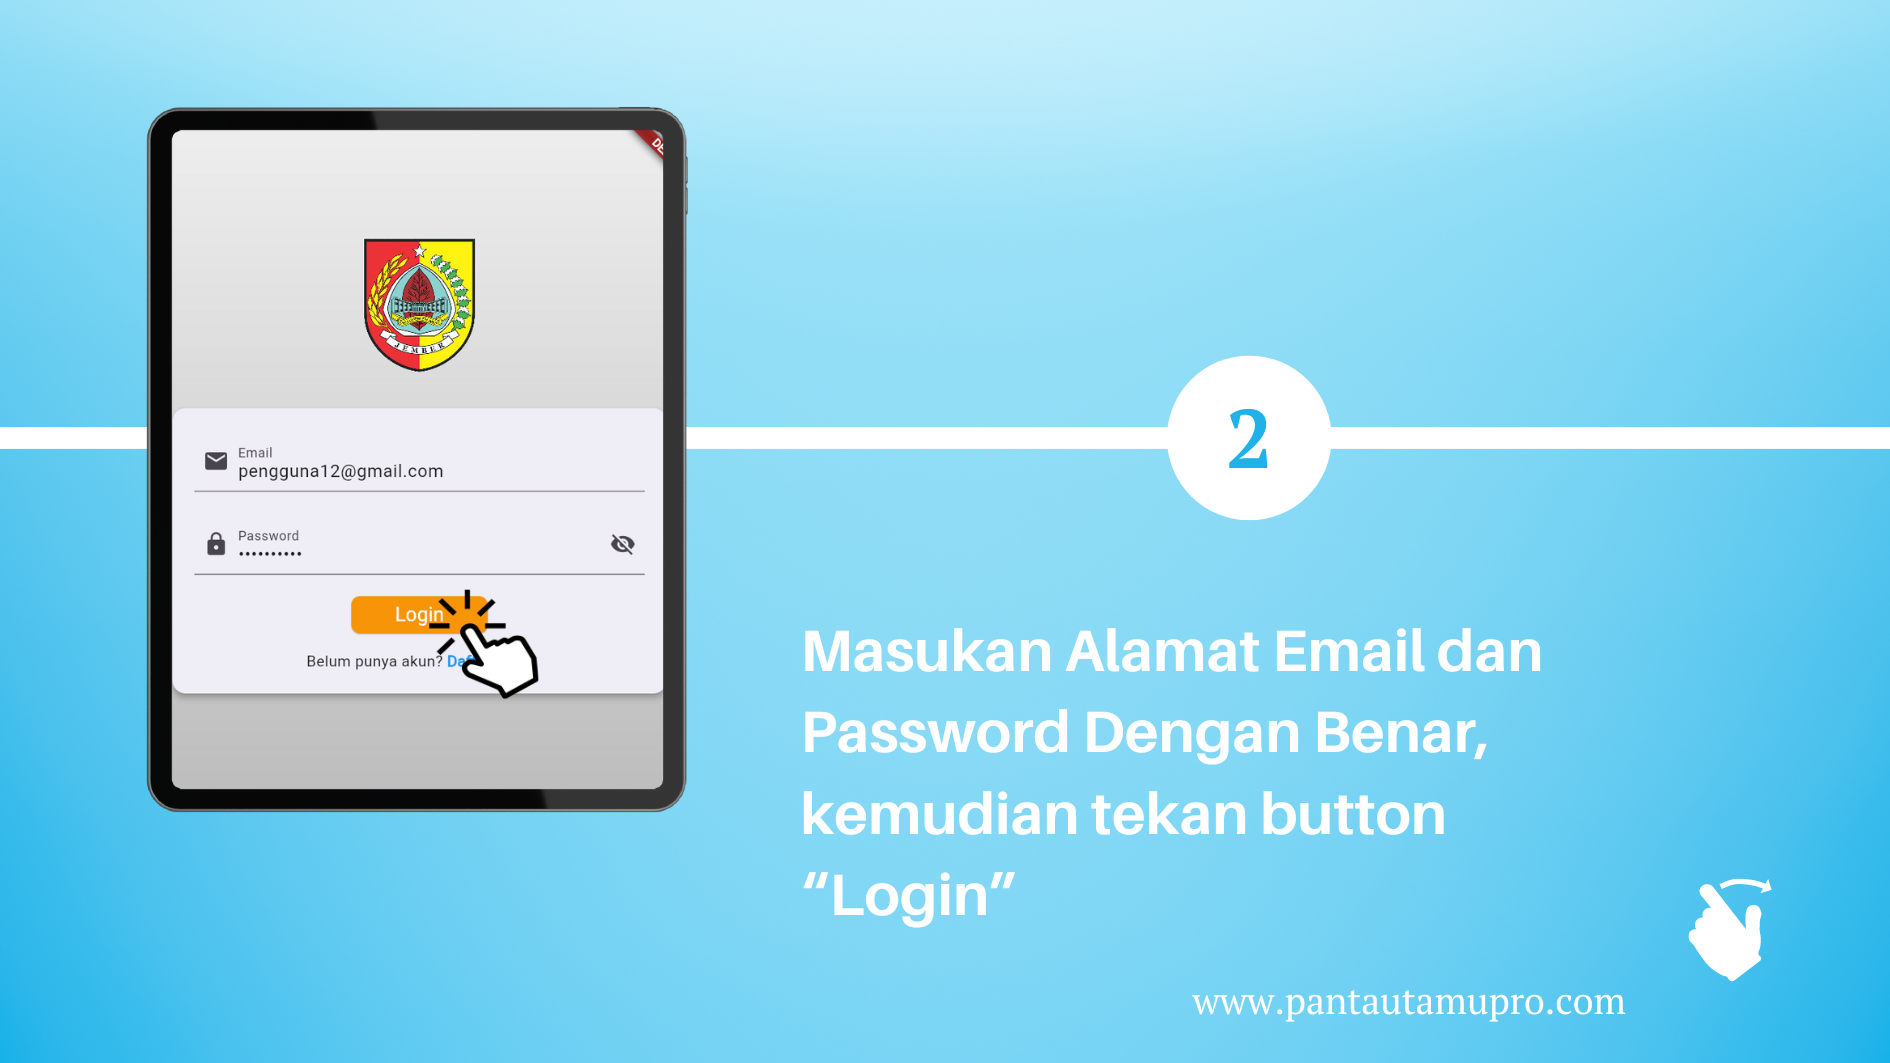 JEMBER
Email
pengguna12@gmail.com
Password
Login
Belum punya akun?
2
Masukan Alamat Email dan
Password Dengan Benar,
kemudian tekan button
“Login”
www.pantautamupro.com